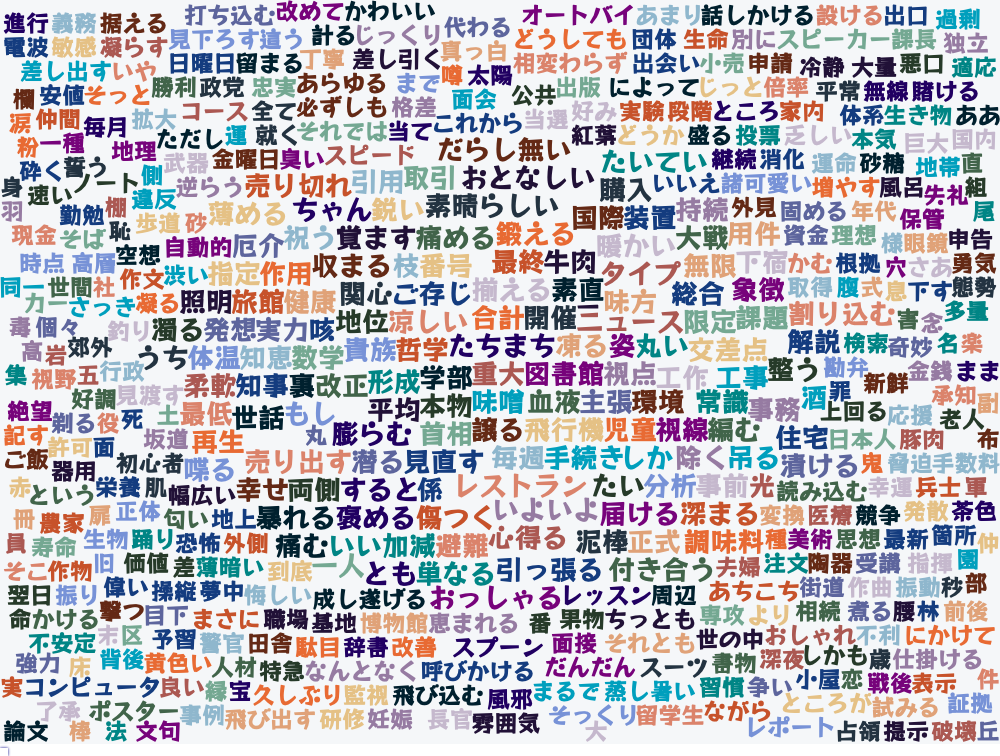 進行 義務 据える 打ち込む 改めて かわいい 代わる オートバイ あまり 話しかける 設ける 出口 過剰
電波 敏感 凝らす 見下ろす 違う 計る じっくり 真っ白 どうしても 団体 生命 別に スピーカー 課長 独立
差し出す いや 日曜日 留まる 丁寧 差し引く 噂 太陽 相変わらず 出会い 小売 申請 冷静 大量 悪口 適応
欄 安値 そっと 勝利 政党 忠実 あらゆる まで 面会 公共 出版 によって じっと 倍率 平常 無線 賭ける
涙 仲間 毎月 拡大 コース 全て 必ずしも 格差 当選 好み 実験 段階 ところ 家内 体系 生き物 ああ
粉 一種 地理 ただし 運 就く それでは 当て これから 紅葉 どうか 盛る 投票 乏しい 本気 巨大 国内
砕く 誓う 武器 金曜日 臭い スピード だらし無い たいてい 継続 消化 運命 砂糖 地帯 直
身 速い ノート 側 逆らう 売り切れ 引用 取引 おとなしい 購入 いいえ 諸 可愛い 増やす 風呂 失礼 組
羽 勤勉 棚 違反 歩道 砂 薄める ちゃん 鋭い 素晴らしい 国際 装置 持続 外見 固める 年代 保管 尾
現金 そば 恥 空想 自動的 厄介 祝う 覚ます 痛める 鍛える 暖かい 大戦 用件 資金 理想 様 眼鏡 申告
時点 高層 作文 渋い 指定 作用 収まる 枝 番号 最終 牛肉 タイプ 無限 下宿 かむ 根拠 穴 さあ 勇気
同一 世間 社 カー さっき 凝る 照明 旅館 健康 関心 ご存じ 揃える 素直 味方 総合 象徴 取得 腹 式 息 下す 態勢
毒 個々 釣り 濁る 発想 実力 咳 地位 涼しい 合計 開催 ニュース 限定 課題 割り込む 害 念 多量
高 岩 郊外 うち 体温 知恵 数学 貴族 哲学 たちまち 凍る 姿 丸い 交差点 解説 検索 奇妙 名 楽
集 視野 五 行政 柔軟 知事 裏 改正 形成 学部 重大 図書館 視点 工作 工事 整う 勘弁 新鮮 金銭 まま
絶望 好調 見渡す 最低 世話 もし 平均 本物 味噌 血液 主張 環境 常識 事務 酒 罪 上回る 応援 承知 副
記す 剃る 役 死 土 坂道 再生 丸 膨らむ 首相 譲る 飛行機 児童 視線 編む 住宅 日本人 豚肉 老人 布
ご飯 許可 面 器用 初心者 喋る 売り出す 潜る 見直す 毎週 手続き しか 除く 吊る 漬ける 鬼 脅迫 手数料
赤 という 栄養 肌 幅広い 幸せ 両側 すると 係 レストラン たい 分析 事前 光 読み込む 幸運 兵士 軍
冊 農家 扉 正体 匂い 地上 暴れる 褒める 傷つく いよいよ 届ける 深まる 変換 医療 競争 発散 茶色
員 寿命 生物 踊り 恐怖 外側 痛む いい加減 避難 心得る 泥棒 正式 調味料 種 美術 思想 最新 箇所 仲
そこ 作物 旧 価値 差 薄暗い 到底 一人 とも 単なる 引っ張る 付き合う 夫婦 注文 陶器 受講 指揮 園
翌日 振り 偉い 操縦 夢中 悔しい 成し遂げる おっしゃる レッスン 周辺 あちこち 街道 作曲 振動 秒 部
命 かける 撃つ 目下 まさに 職場 基地 博物館 恵まれる 番 果物 ちっとも 専攻 より 相続 煮る 腰 林 前後
不安定 末 区 予習 警官 田舎 駄目 辞書 改善 スプーン 面接 それとも 世の中 おしゃれ 不利 にかけて
強力 床 背後 黄色い 人材 特急 なんとなく 呼びかける だんだん スーツ 書物 深夜 しかも 歳 仕掛ける
実 コンピュータ 良い 縁 宝 久しぶり 監視 飛び込む 風邪 まるで 蒸し暑い 習慣 争い 小屋 恋 戦後 表示 件
了承 ポスター 事例 飛び出す 研修 妊娠 長官 雰囲気 そっくり 留学生 ながら ところが 試みる 証拠
論文 棒 法 文句 大 レポート 占領 提示 破壊 丘